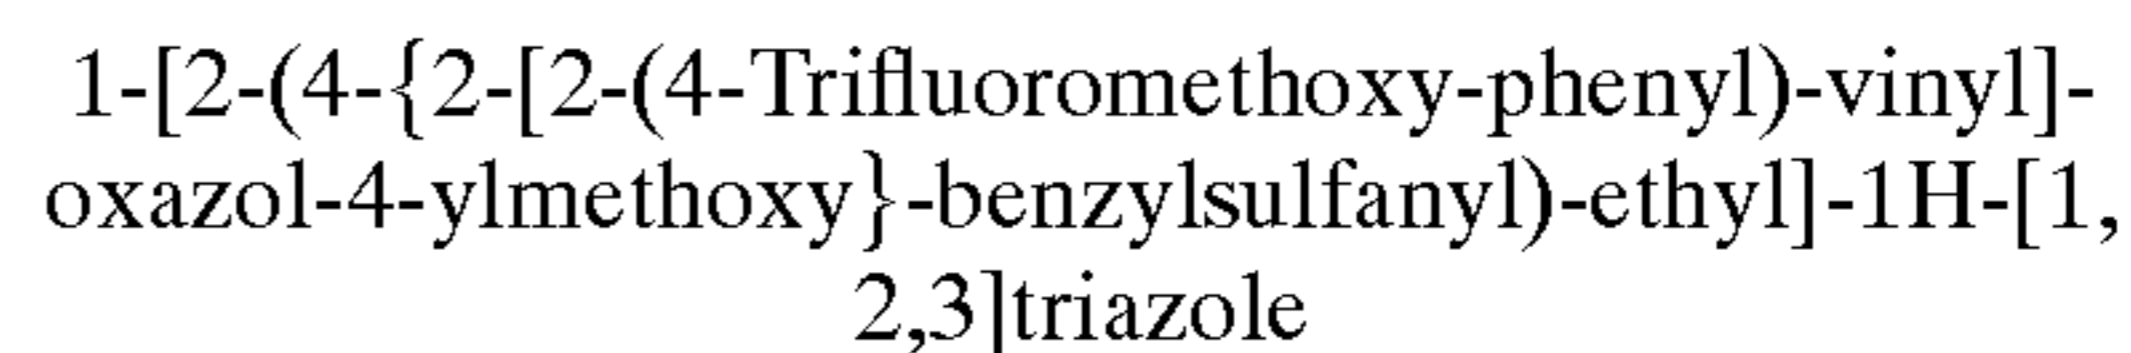 1-[2-(4-{2-[2-(4-Trifluoromethoxy-phenyl)-vinyl]-
oxazol-4-ylmethoxy}-benzylsulfanyl)-ethyl]-1H-[1,
2,3]triazole